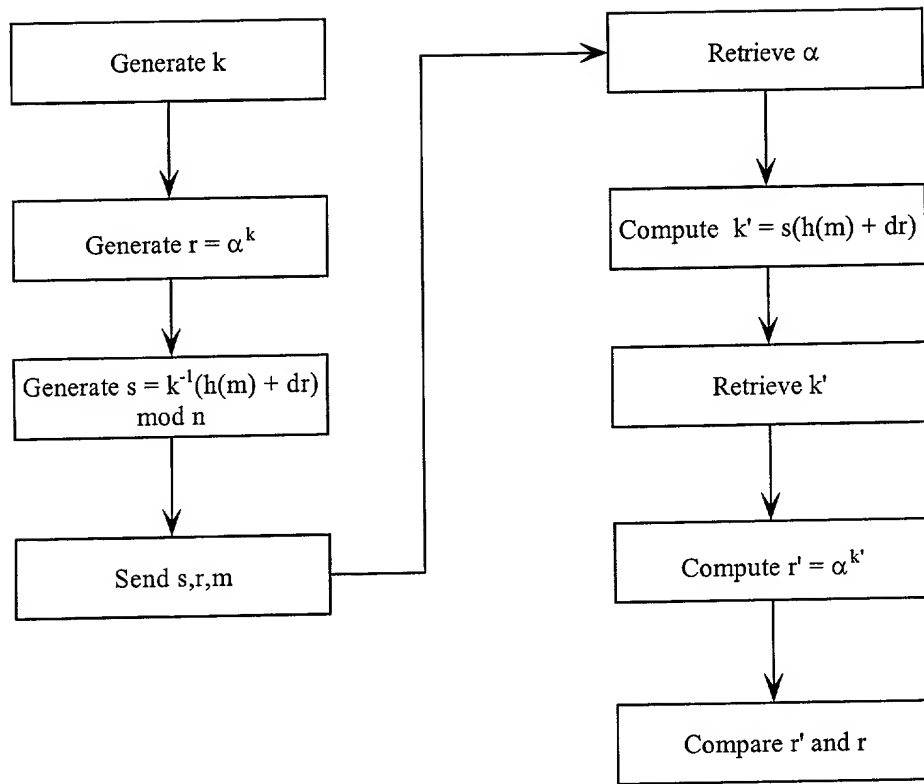 Generate k
Generate r = α^k
Generate s = k^-1(h(m) + dr)
mod n
Send s,r,m
Retrieve α
Compute k' = s(h(m) + dr)
Retrieve k'
Compute r' = α^k'
Compare r' and r